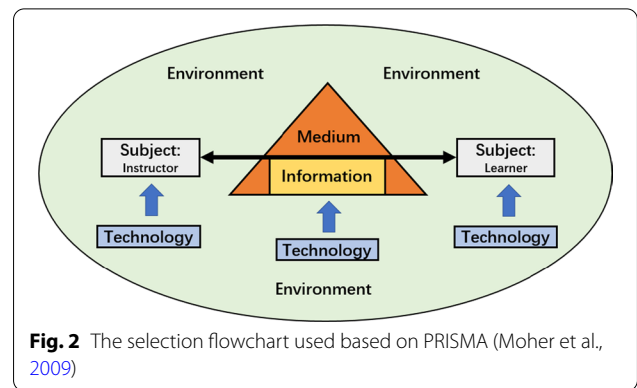 Environment Environment
Medium
Subject: Subject:
Instructor Information Learner
Technology Technology Technology
Environment
Fig. 2 The selection flowchart used based on PRISMA (Moher et al.,
2009)